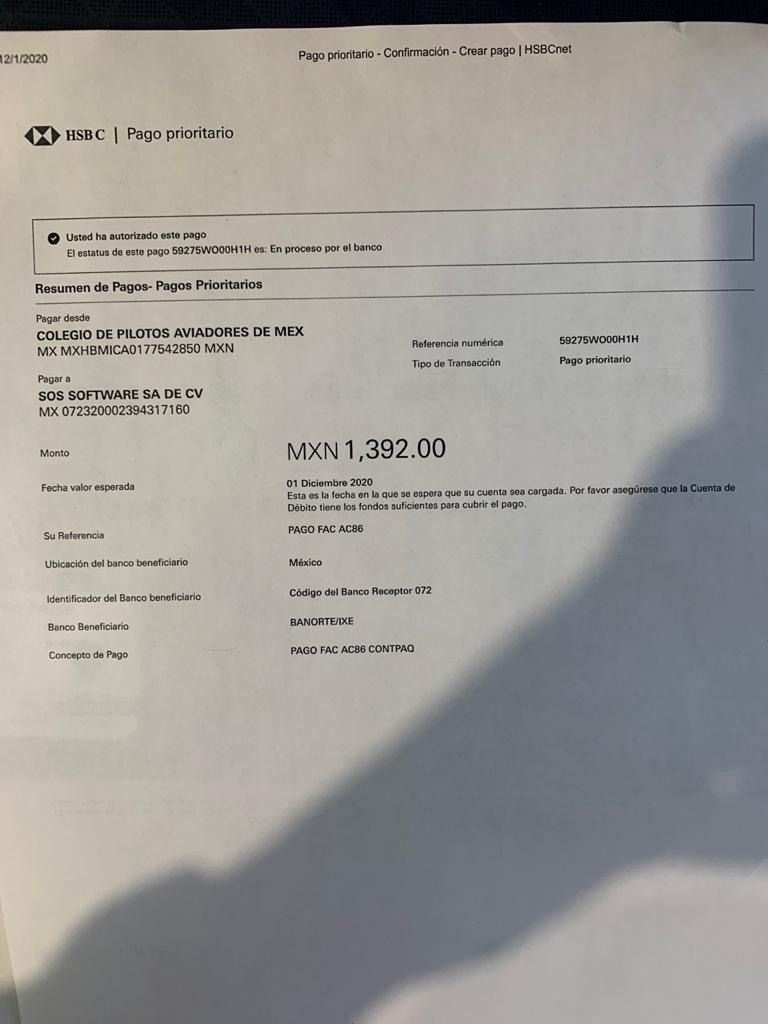 12/1/2020
Pago prioritario - Confirmación - Crear pago | HSBCnet
HSBC | Pago prioritario
Usted ha autorizado este pago
El estatus de este pago 59275WO00H1H es: En proceso por el banco
Resumen de Pagos- Pagos Prioritarios
Pagar desde
COLEGIO DE PILOTOS AVIADORES DE MEX
MX MXHBMICA0177542850 MXN
Referencia numérica 59275WO00H1H
Tipo de Transacción Pago prioritario
Pagar a
SOS SOFTWARE SA DE CV
MX 072320002394317160
Monto MXN 1,392.00
Fecha valor esperada 01 Diciembre 2020
Esta es la fecha en la que se espera que su cuenta sea cargada. Por favor asegúrese que la Cuenta de
Débito tiene los fondos suficientes para cubrir el pago.
Su Referencia PAGO FAC AC86
Ubicación del banco beneficiario México
Identificador del Banco beneficiario Código del Banco Receptor 072
Banco Beneficiario BANORTE/IXE
Concepto de Pago PAGO FAC AC86 CONTPAQ